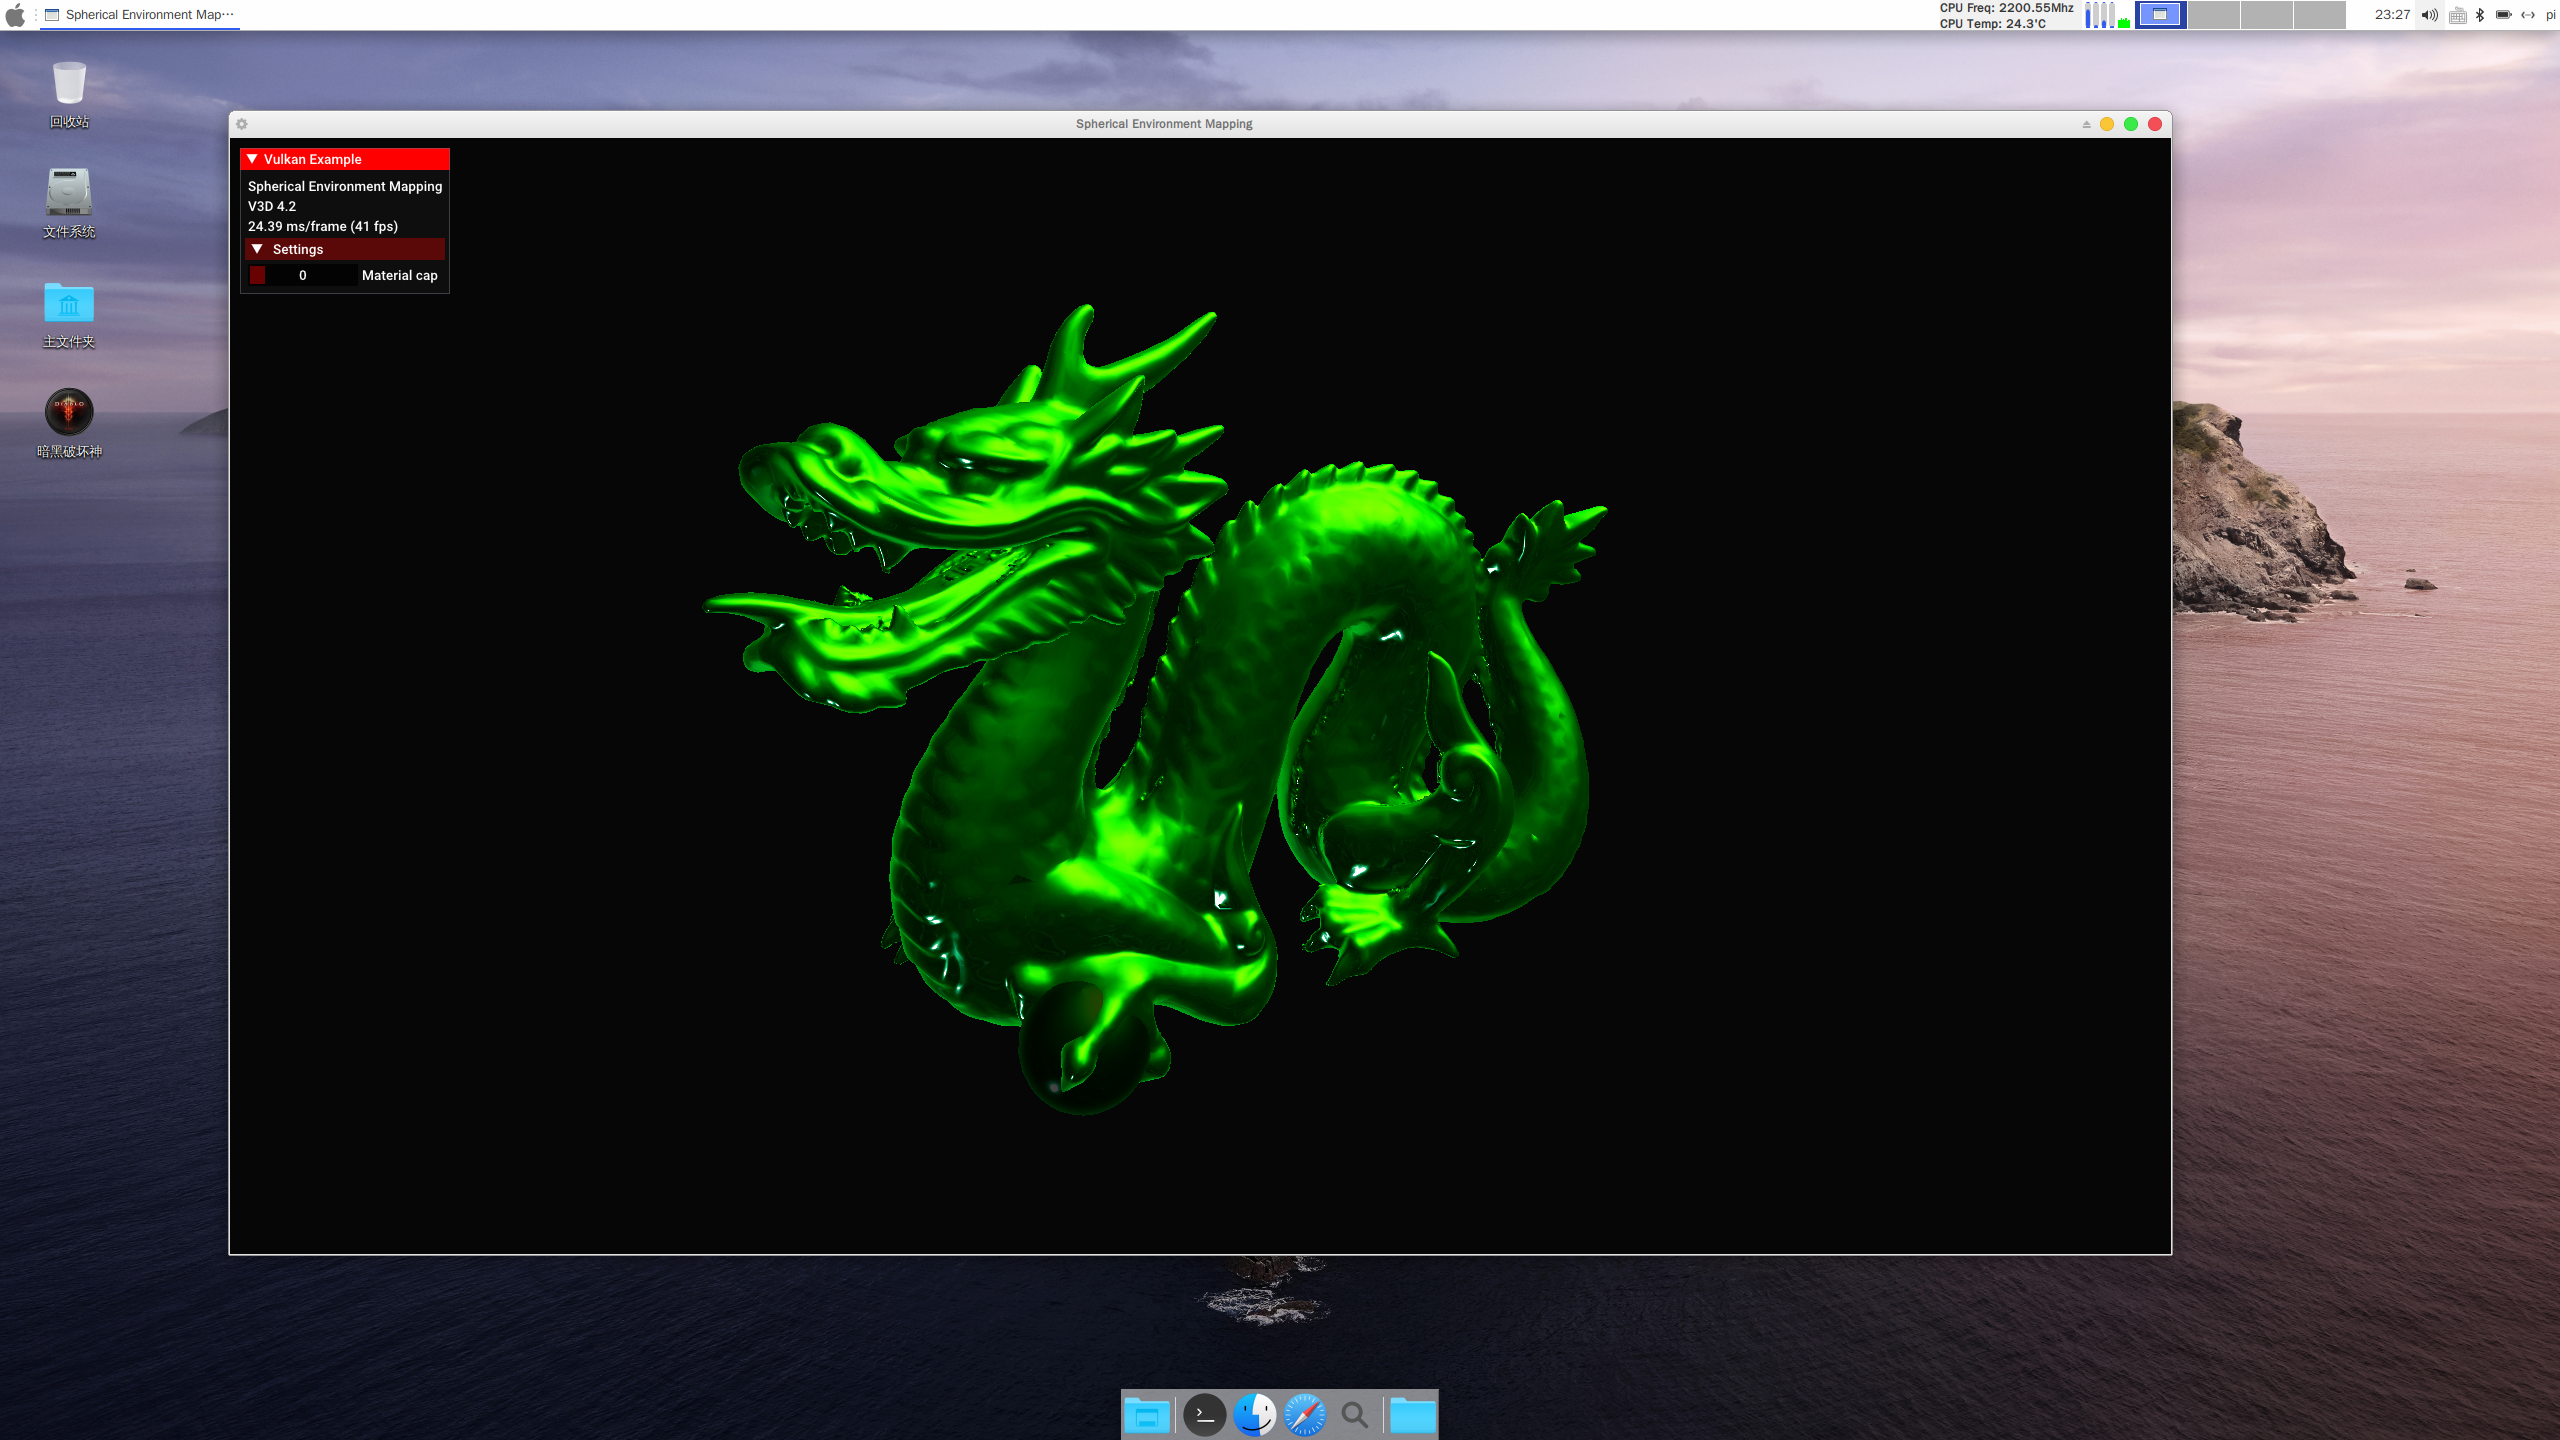 Spherical Environment Map···
CPU Freq: 2200.55Mhz
CPU Temp: 24.3'C
23:27
pi
回收站
文件系统
主文件夹
DIABLO
暗黑破坏神
Spherical Environment Mapping
Vulkan Example
Spherical Environment Mapping
V3D 4.2
24.39 ms/frame (41 fps)
Settings
0 Material cap